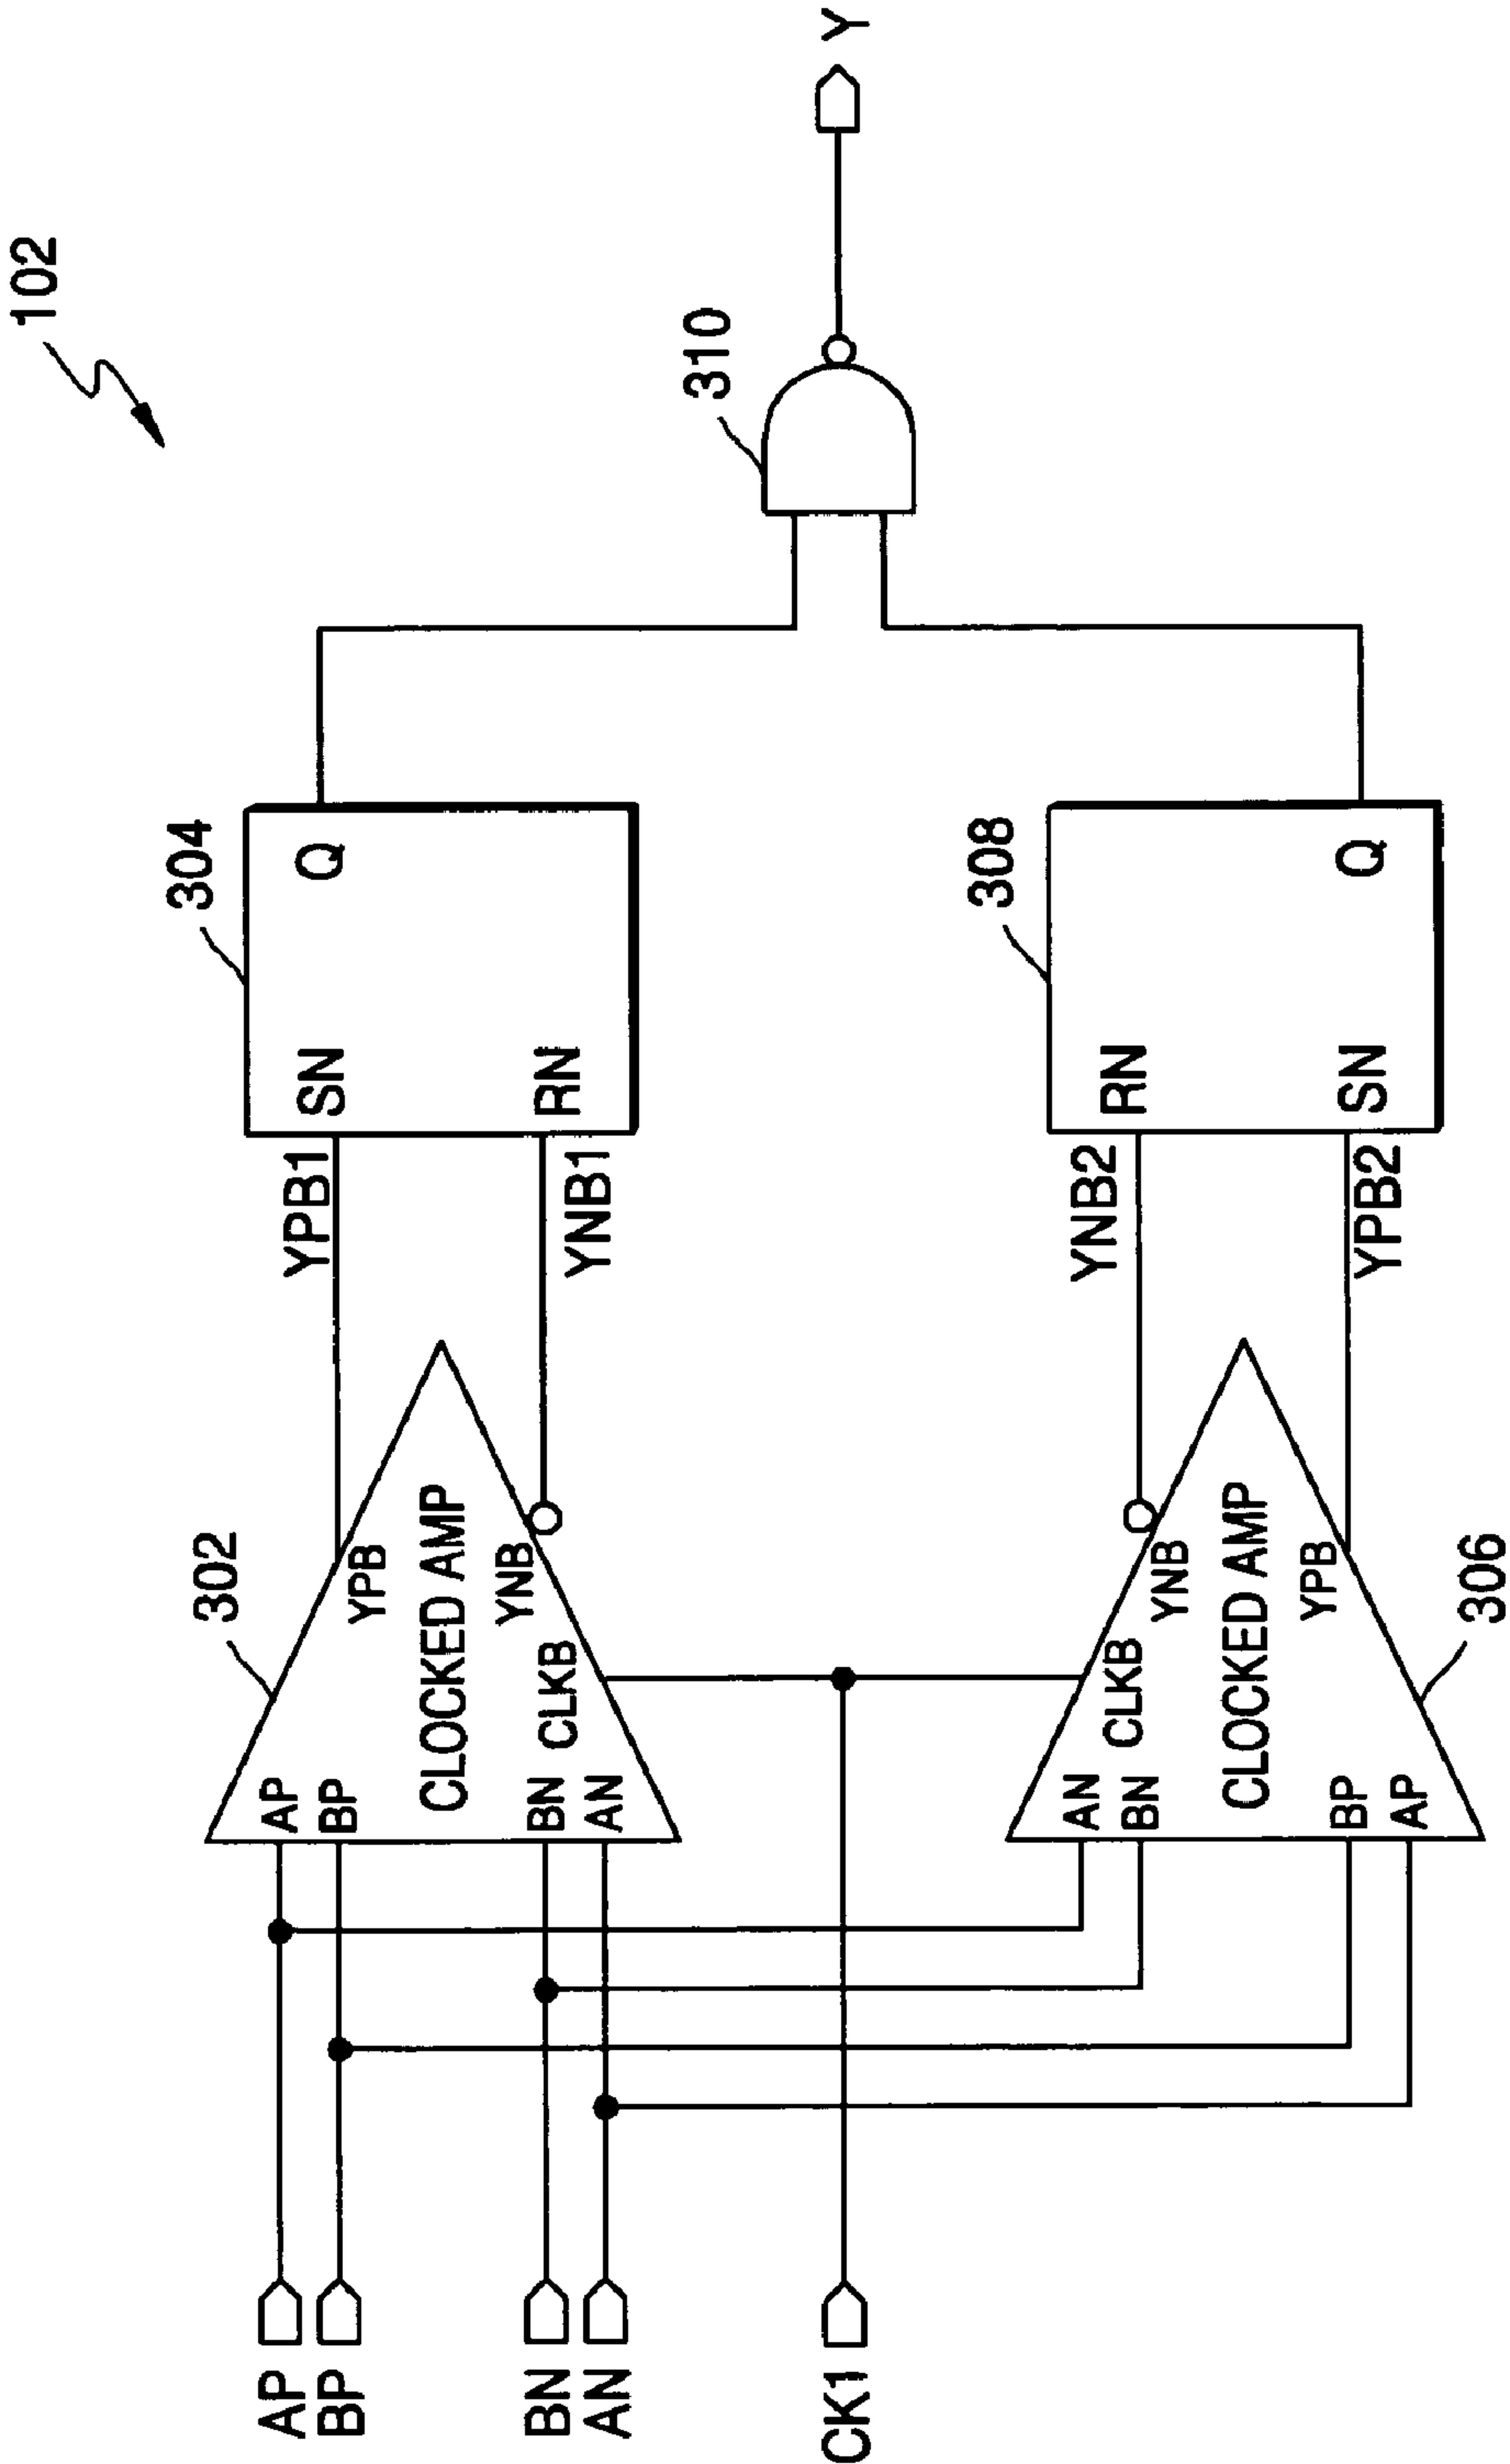 102
AP
BP
BN
AN
CK1
302
AP
BP
CLOCKED AMP
BN
AN
CLKB
YPB
YNB
YPB1
YNB1
304
SN
RN
Q
AN
BN
CLKB
YNB
CLOCKED AMP
YPB
BP
AP
306
YNB2
YPB2
308
RN
SN
Q
310
Y